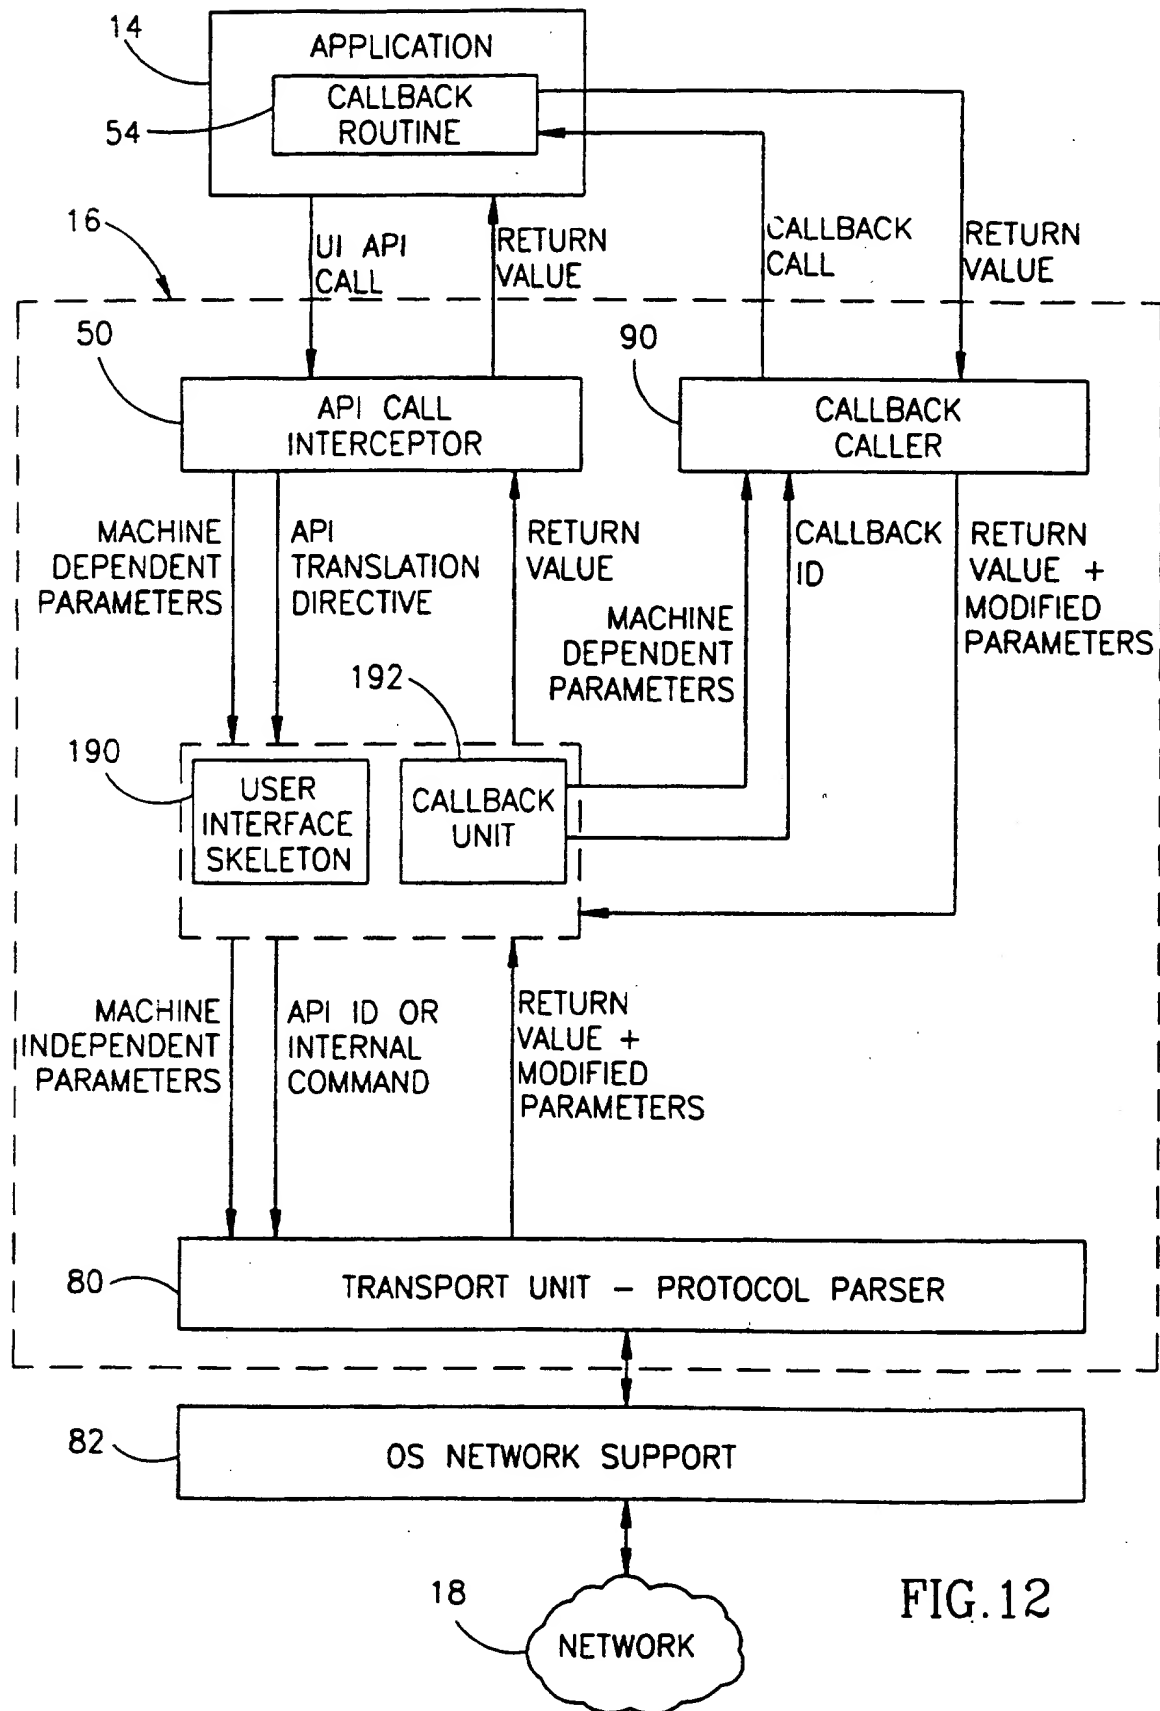 14
APPLICATION
CALLBACK
ROUTINE
54
16
UI API
CALL
RETURN
VALUE
CALLBACK
CALL
RETURN
VALUE
50
API CALL
INTERCEPTOR
90
CALLBACK
CALLER
MACHINE
DEPENDENT
PARAMETERS
API
TRANSLATION
DIRECTIVE
RETURN
VALUE
CALLBACK
ID
RETURN
VALUE +
MODIFIED
PARAMETERS
MACHINE
DEPENDENT
PARAMETERS
192
190
USER
INTERFACE
SKELETON
CALLBACK
UNIT
MACHINE
INDEPENDENT
PARAMETERS
API ID OR
INTERNAL
COMMAND
RETURN
VALUE +
MODIFIED
PARAMETERS
80
TRANSPORT UNIT – PROTOCOL PARSER
82
OS NETWORK SUPPORT
18
NETWORK
FIG.12